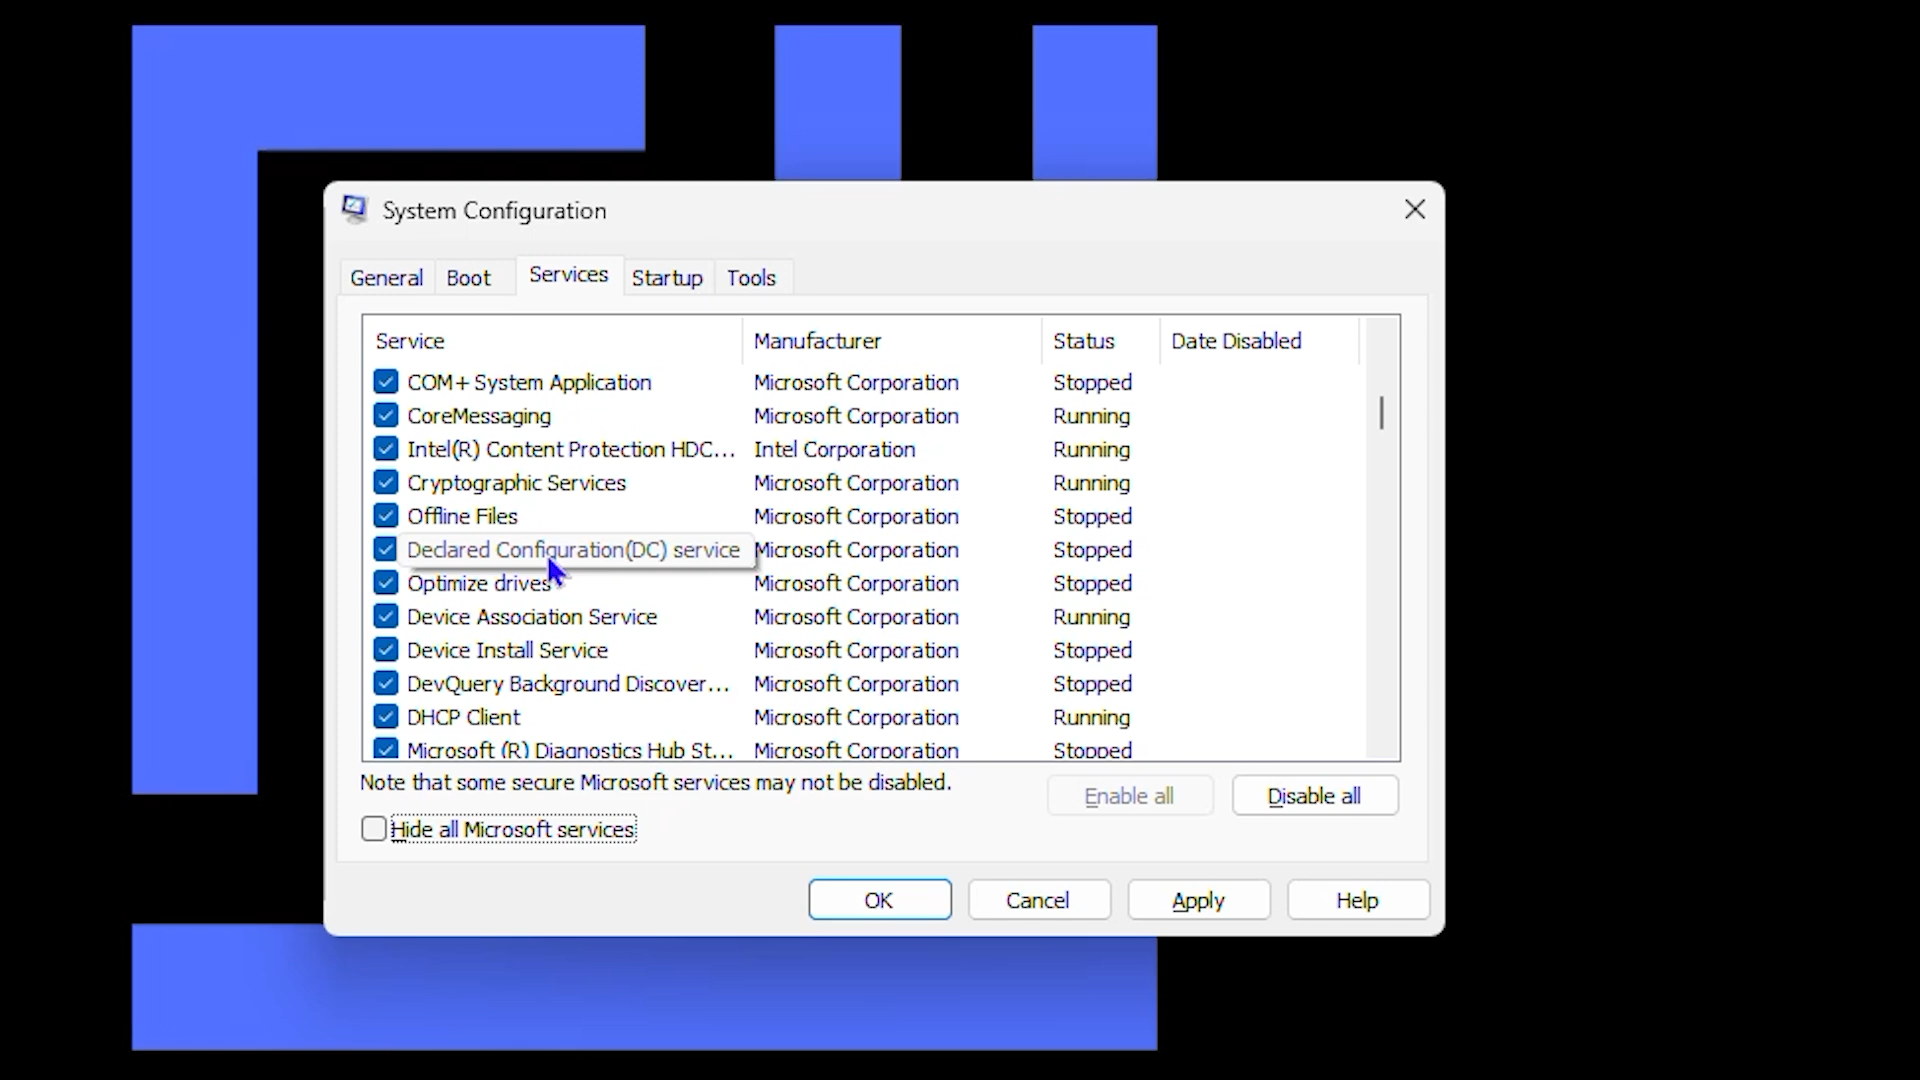 System Configuration
General Boot Services Startup Tools
Service Manufacturer Status Date Disabled
COM+ System Application Microsoft Corporation Stopped
CoreMessaging Microsoft Corporation Running
Intel(R) Content Protection HDC... Intel Corporation Running
Cryptographic Services Microsoft Corporation Running
Offline Files Microsoft Corporation Stopped
Declared Configuration(DC) service Microsoft Corporation Stopped
Optimize drives Microsoft Corporation Stopped
Device Association Service Microsoft Corporation Running
Device Install Service Microsoft Corporation Stopped
DevQuery Background Discover... Microsoft Corporation Stopped
DHCP Client Microsoft Corporation Running
Microsoft (R) Diagnostics Hub St... Microsoft Corporation Stopped
Note that some secure Microsoft services may not be disabled.
Enable all Disable all
Hide all Microsoft services
OK Cancel Apply Help